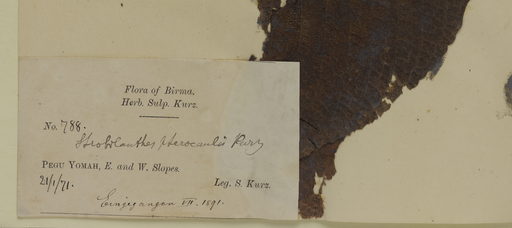 Flora of Birma.
Herb. Sulp. Kurz.
No. 788.
Strobilanthes pterocaulis Kurz
PEGU YOMAH, E. and W. Slopes.
21/1/71. Leg. S. Kurz.
Eingegangen VII. 1891.